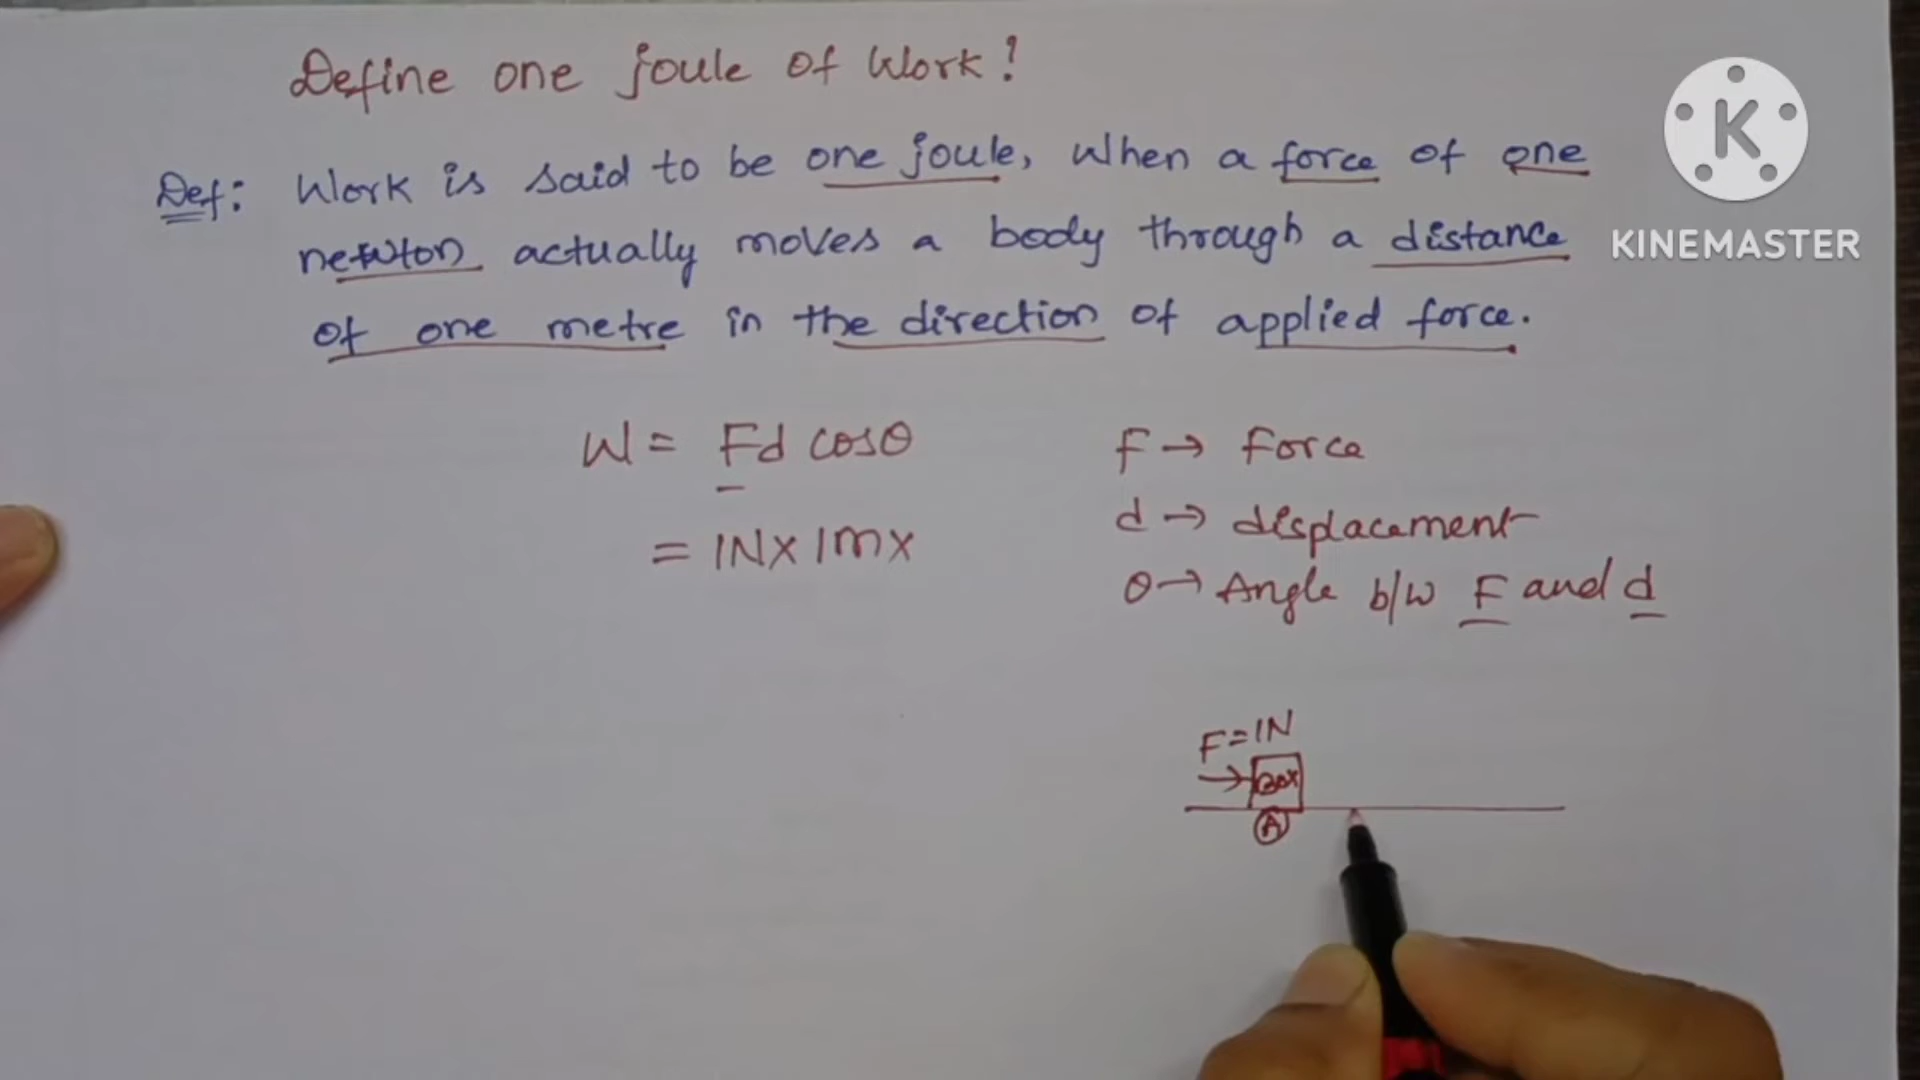 Define one joule of Work!
Def: Work is said to be one joule, when a force of one
newton actually moves a body through a distance
of one metre in the direction of applied force.
W = Fd cosθ
= 1N x 1m x
F → Force
d → displacement
θ → Angle b/w F and d
F = 1N
Box
A
K
KINEMASTER